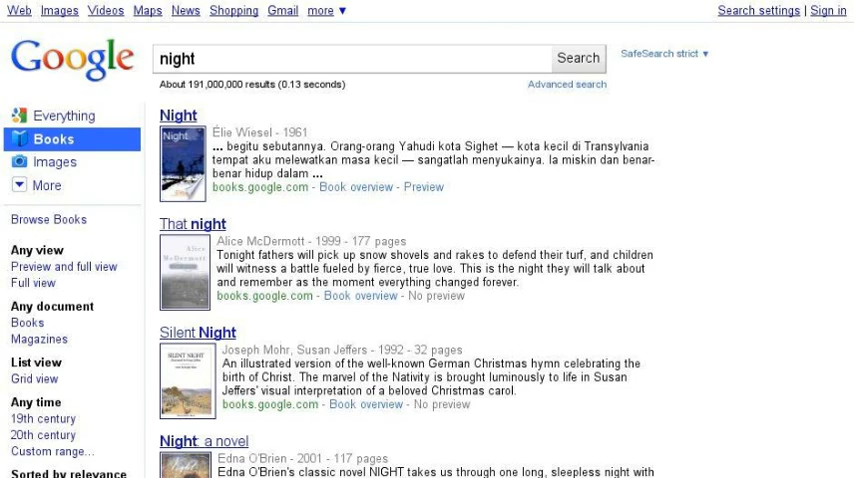 Web Images Videos Maps News Shopping Gmail more ▼ Search settings | Sign in
Google night Search SafeSearch strict ▼
About 191,000,000 results (0.13 seconds) Advanced search
Everything
Books
Images
More
Browse Books
Any view
Preview and full view
Full view
Any document
Books
Magazines
List view
Grid view
Any time
19th century
20th century
Custom range...
Sorted by relevance
Night
Night
Élie Wiesel - 1961
... begitu sebutannya. Orang-orang Yahudi kota Sighet — kota kecil di Transylvania
tempat aku melewatkan masa kecil — sangatlah menyukainya. Ia miskin dan benar-
benar hidup dalam ...
books.google.com - Book overview - Preview
That night
Alice
McDermott
Alice McDermott - 1999 - 177 pages
Tonight fathers will pick up snow shovels and rakes to defend their turf, and children
will witness a battle fueled by fierce, true love. This is the night they will talk about
and remember as the moment everything changed forever.
books.google.com - Book overview - No preview
Silent Night
SILENT NIGHT
Joseph Mohr, Susan Jeffers - 1992 - 32 pages
An illustrated version of the well-known German Christmas hymn celebrating the
birth of Christ. The marvel of the Nativity is brought luminously to life in Susan
Jeffers' visual interpretation of a beloved Christmas carol.
books.google.com - Book overview - No preview
Night: a novel
Edna O'Brien - 2001 - 117 pages
Edna O'Brien's classic novel NIGHT takes us through one long, sleepless night with